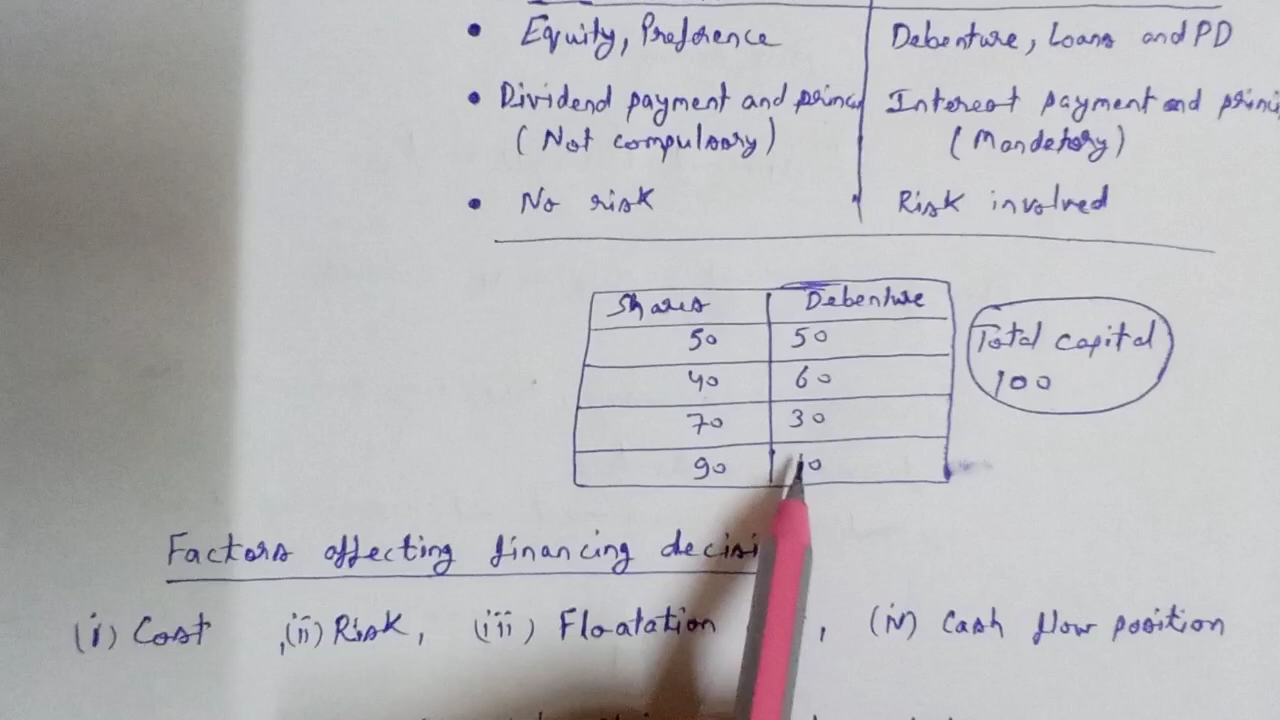 • Equity, Preference
Debenture, Loans and PD
• Dividend payment and princ
Interest payment and princi
(Not compulsory)
(Mandetory)
• No risk
Risk involved
Shares Debenture
50 50
40 60
70 30
90 10
Total capital
100
Factors affecting financing decisi
(i) Cost ,(ii) Risk, (iii) Floatation , (iv) Cash flow position